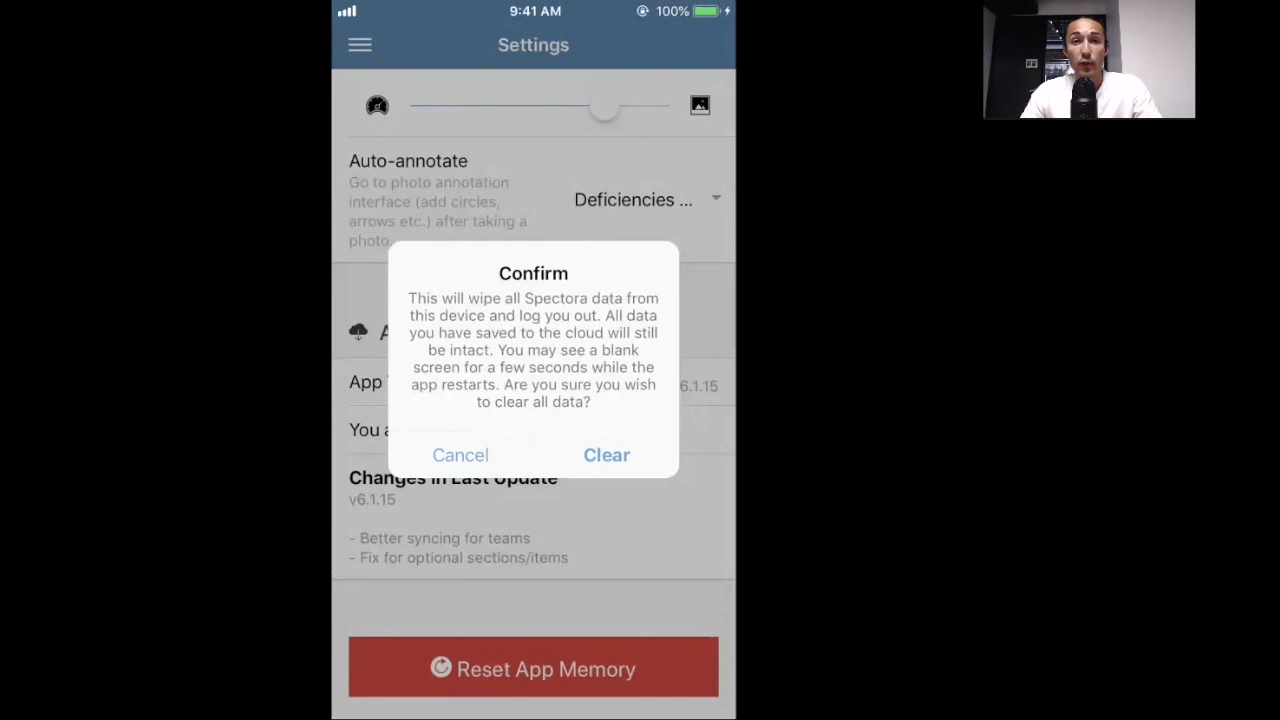 9:41 AM
100%
Settings
Auto-annotate
Go to photo annotation
interface (add circles,
arrows etc.) after taking a
photo.
Deficiencies ...
Confirm
This will wipe all Spectora data from
this device and log you out. All data
you have saved to the cloud will still
be intact. You may see a blank
screen for a few seconds while the
app restarts. Are you sure you wish
to clear all data?
Cancel
Clear
App
6.1.15
You
Changes in Last Update
v6.1.15
- Better syncing for teams
- Fix for optional sections/items
Reset App Memory